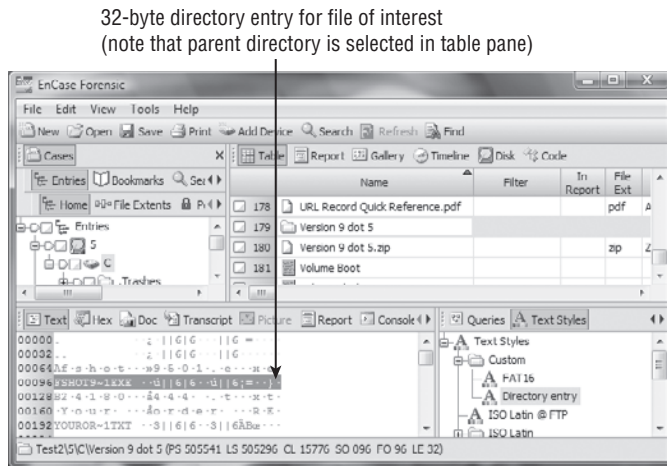 32-byte directory entry for file of interest
(note that parent directory is selected in table pane)
EnCase Forensic
File Edit View Tools Help
New Open Save Print Add Device Search Refresh Find
Cases Table Report Gallery Timeline Disk Code
Entries Bookmarks Name Filter In Report File Ext
Home File Extents
178 URL Record Quick Reference.pdf pdf
Entries 179 Version 9 dot 5
5 180 Version 9 dot 5.zip zip
C 181 Volume Boot
.Trashes
Text Hex Doc Transcript Picture Report Console Queries Text Styles
00000 Text Styles
00032 Custom
00064 FAT16
00096 Directory entry
00128 ISO Latin @ FTP
00160
00192 ISO Latin
Test2\5\C\Version 9 dot 5 (PS 505541 LS 505296 CL 15776 SO 096 FO 96 LE 32)